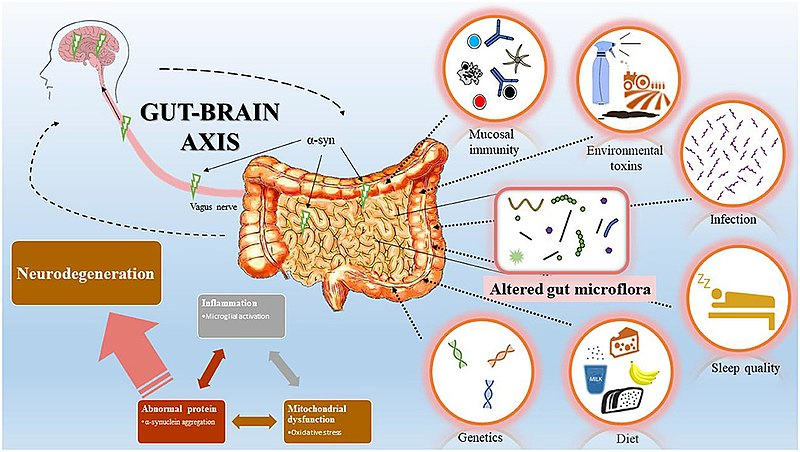 GUT-BRAIN
AXIS
α-syn
Vagus nerve
Mucosal
immunity
Environmental
toxins
Infection
Altered gut microflora
ZZ
Sleep quality
MILK
Diet
Genetics
Neurodegeneration
Inflammation
•Microglial activation
Abnormal protein
•α-synuclein aggregation
Mitochondrial
dysfunction
•Oxidative stress